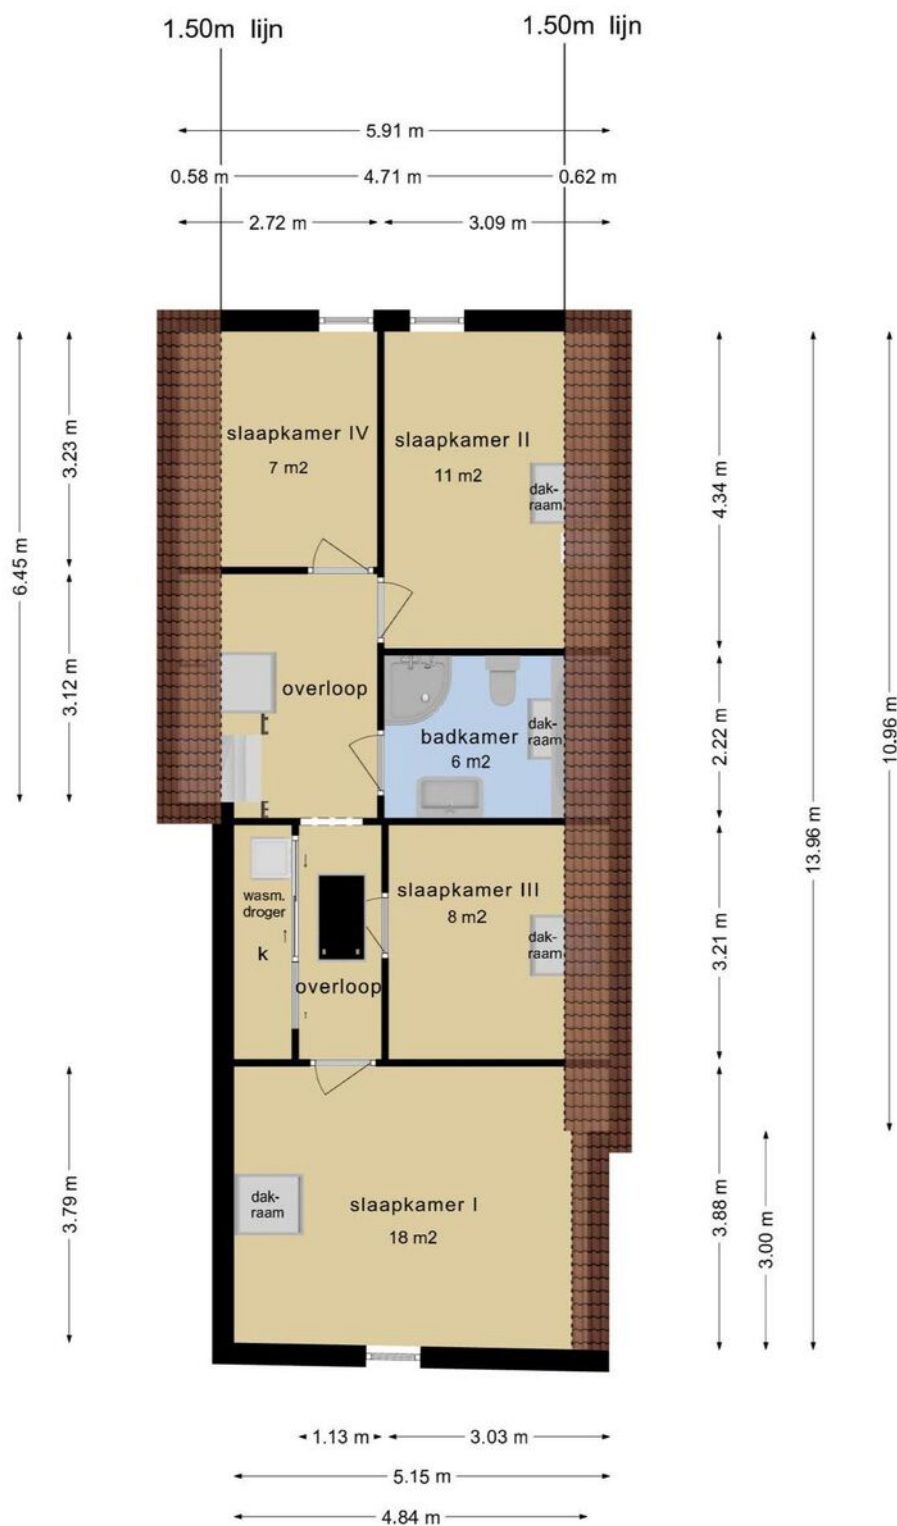 1.50m lijn
1.50m lijn
5.91 m
0.58 m
4.71 m
0.62 m
2.72 m
3.09 m
6.45 m
3.23 m
3.12 m
3.79 m
slaapkamer IV
7 m2
slaapkamer II
11 m2
dak-
raam
overloop
badkamer
6 m2
dak-
raam
wasm.
droger
k
overloop
slaapkamer III
8 m2
dak-
raam
dak-
raam
slaapkamer I
18 m2
4.34 m
2.22 m
3.21 m
3.88 m
3.00 m
13.96 m
10.96 m
1.13 m
3.03 m
5.15 m
4.84 m